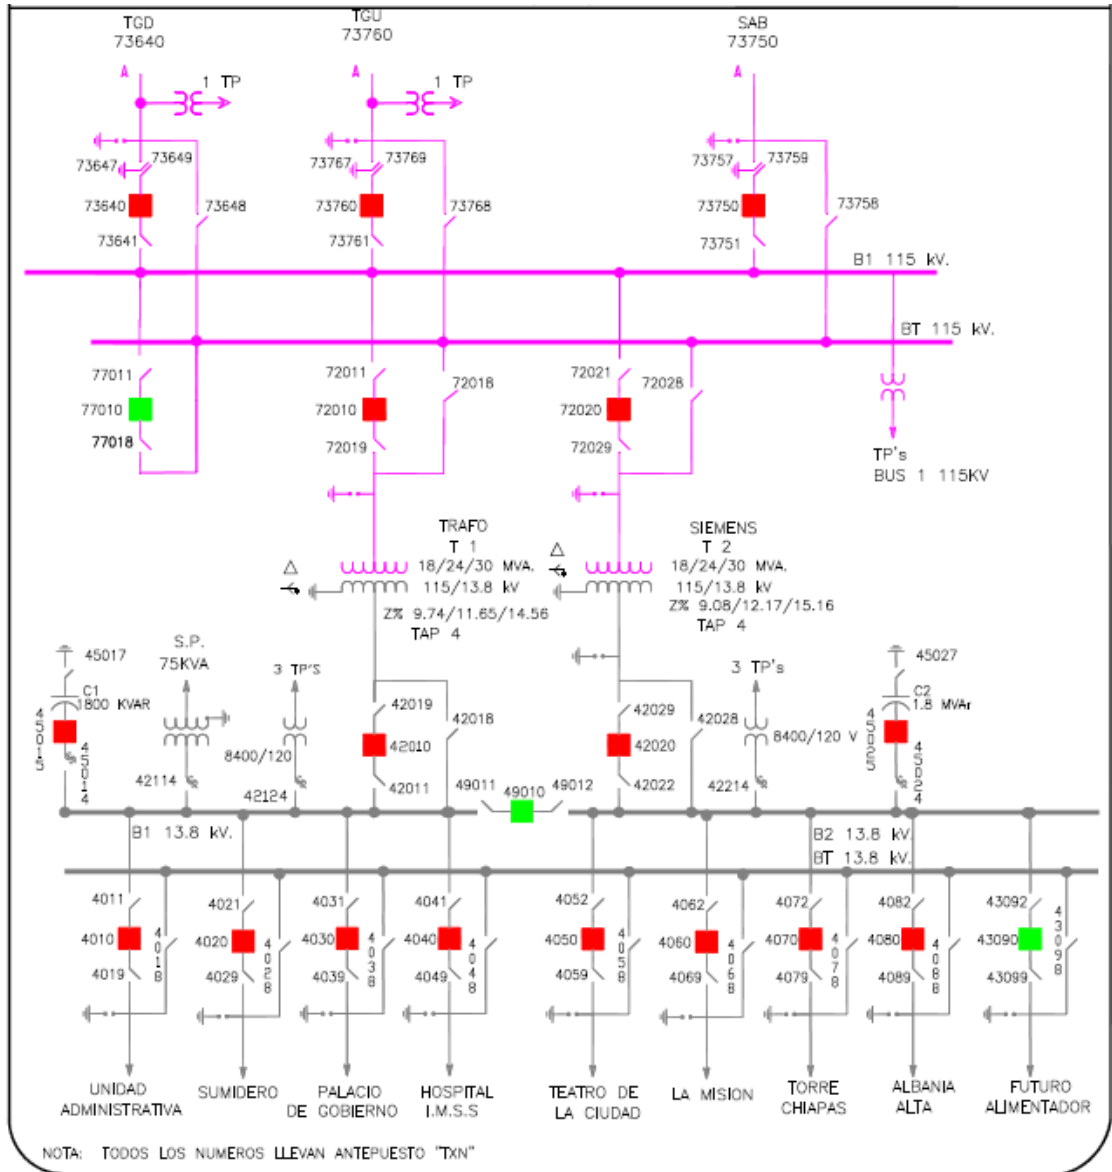 TGD
73640
TGU
73760
SAB
73750
1 TP
1 TP
73647
73649
73767
73769
73757
73759
73640
73648
73760
73768
73750
73758
73641
73761
73751
B1 115 kV.
BT 115 kV.
77011
72011
72018
72021
72028
77010
72010
72020
77018
72019
72029
TP's
BUS 1 115KV
TRAFO
T 1
18/24/30 MVA.
115/13.8 kV
Z% 9.74/11.65/14.56
TAP 4
SIEMENS
T 2
18/24/30 MVA.
115/13.8 kV
Z% 9.08/12.17/15.16
TAP 4
45017
C1
1800 KVAR
45015
45014
S.P.
75KVA
42114
3 TP'S
8400/120
42124
42019
42018
42010
42011
49011
49010
49012
42029
42028
42020
42022
3 TP's
8400/120 V
42214
45027
C2
1.8 MVAr
45025
45024
B1 13.8 kV.
B2 13.8 kV.
BT 13.8 kV.
4011
4021
4031
4041
4052
4062
4072
4082
43092
4010
4018
4020
4028
4030
4038
4040
4048
4050
4058
4060
4068
4070
4078
4080
4088
43090
43098
4019
4029
4039
4049
4059
4069
4079
4089
43099
UNIDAD
ADMINISTRATIVA
SUMIDERO
PALACIO
DE GOBIERNO
HOSPITAL
I.M.S.S
TEATRO DE
LA CIUDAD
LA MISION
TORRE
CHIAPAS
ALBANIA
ALTA
FUTURO
ALIMENTADOR
NOTA: TODOS LOS NUMEROS LLEVAN ANTEPUESTO "TXN"